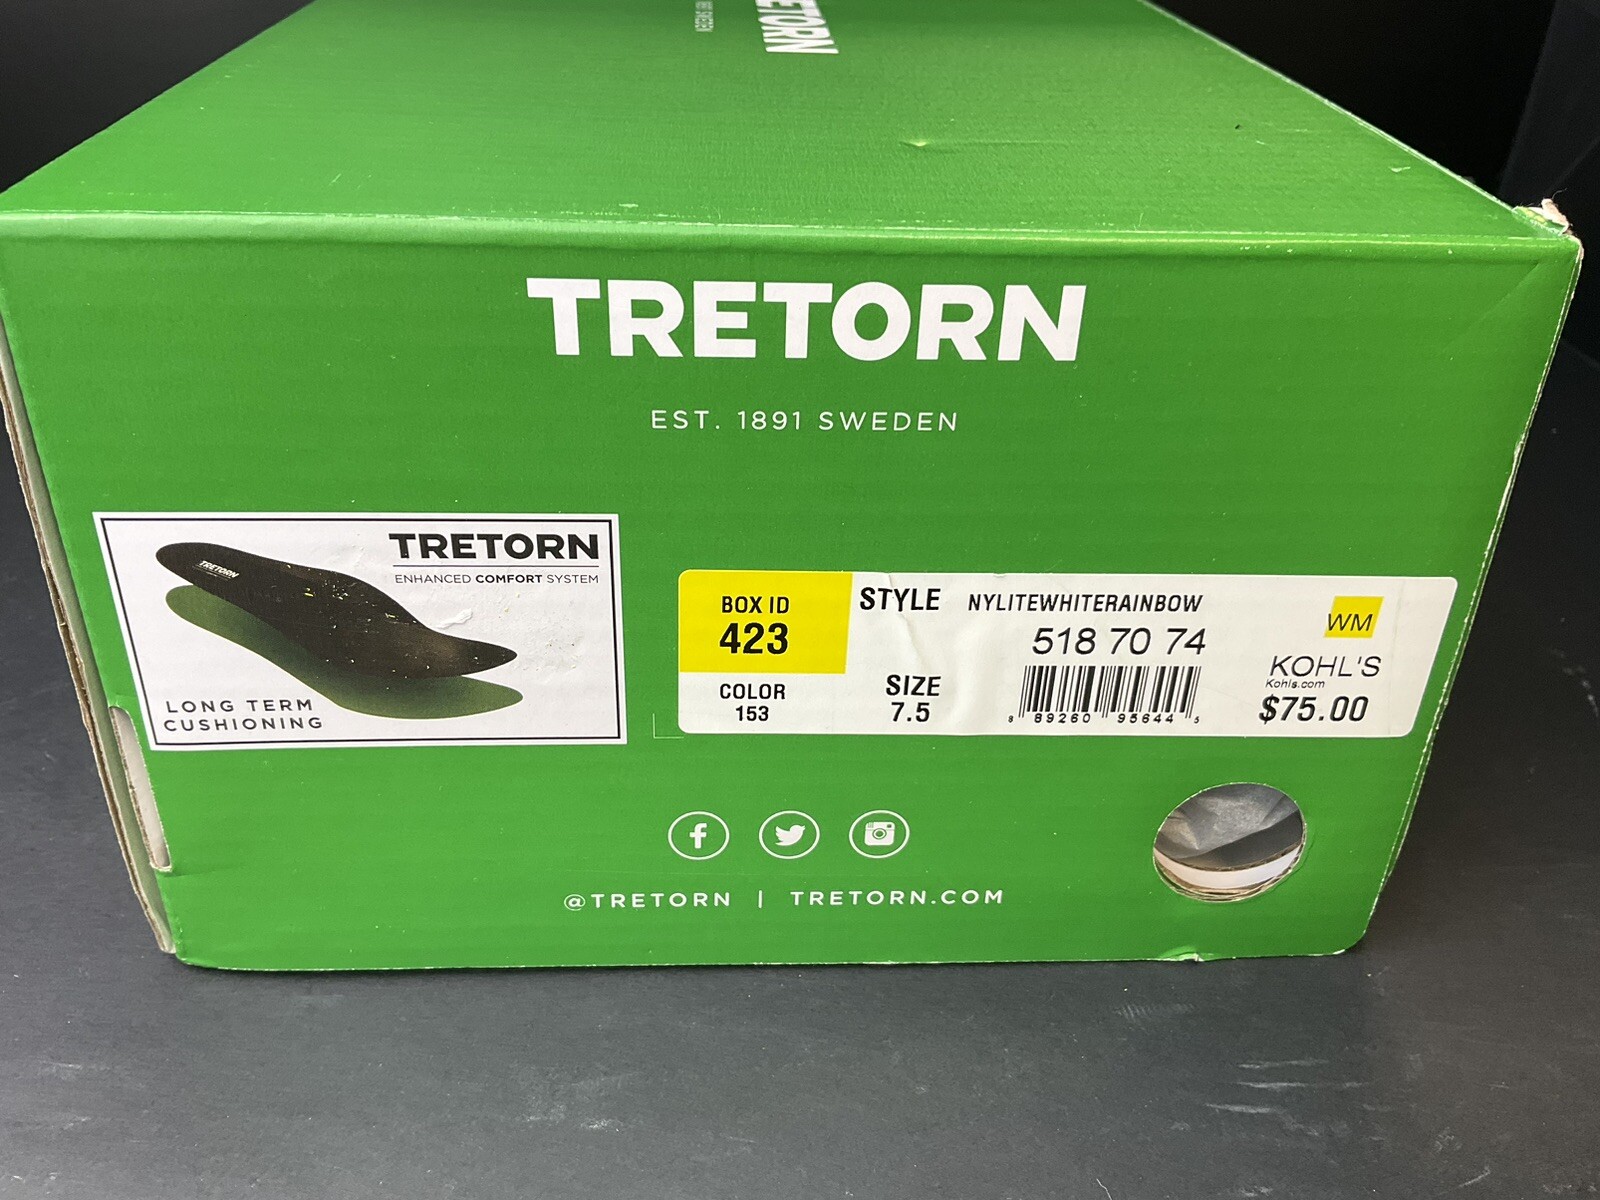 TRETORN
EST. 1891 SWEDEN
TRETORN
ENHANCED COMFORT SYSTEM
TRETORN
LONG TERM
CUSHIONING
BOX ID
423
COLOR
153
STYLE NYLITEWHITERAINBOW
518 70 74
SIZE
7.5
8 89260 95644 5
WM
KOHL'S
Kohls.com
$75.00
@TRETORN | TRETORN.COM